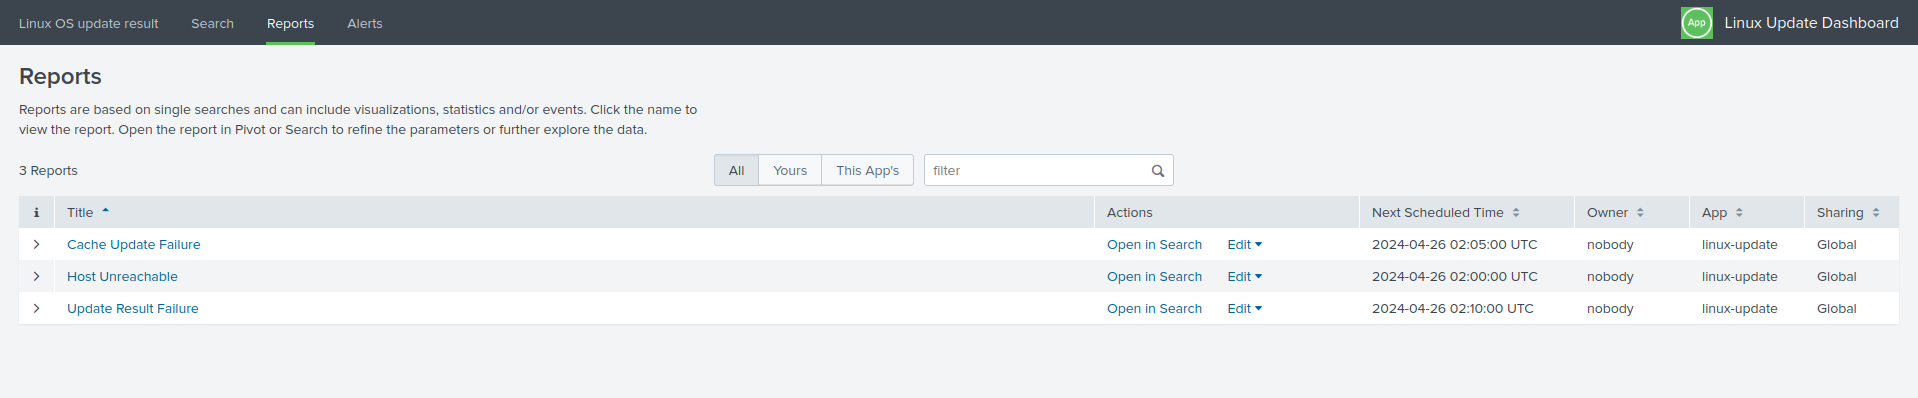 Linux OS update result Search Reports Alerts App Linux Update Dashboard
Reports
Reports are based on single searches and can include visualizations, statistics and/or events. Click the name to
view the report. Open the report in Pivot or Search to refine the parameters or further explore the data.
3 Reports All Yours This App's filter
i Title Actions Next Scheduled Time Owner App Sharing
Cache Update Failure Open in Search Edit 2024-04-26 02:05:00 UTC nobody linux-update Global
Host Unreachable Open in Search Edit 2024-04-26 02:00:00 UTC nobody linux-update Global
Update Result Failure Open in Search Edit 2024-04-26 02:10:00 UTC nobody linux-update Global